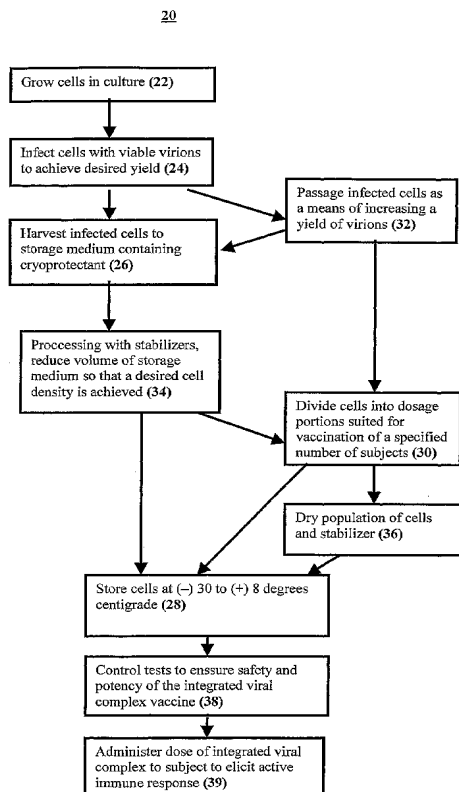 20
Grow cells in culture (22)
Infect cells with viable virions
to achieve desired yield (24)
Passage infected cells as
a means of increasing a
yield of virions (32)
Harvest infected cells to
storage medium containing
cryoprotectant (26)
Proccessing with stabilizers,
reduce volume of storage
medium so that a desired cell
density is achieved (34)
Divide cells into dosage
portions suited for
vaccination of a specified
number of subjects (30)
Dry population of cells
and stabilizer (36)
Store cells at (–) 30 to (+) 8 degrees
centigrade (28)
Control tests to enssure safety and
potency of the integrated viral
complex vaccine (38)
Administer dose of integrated viral
complex to subject to elicit active
immune response (39)